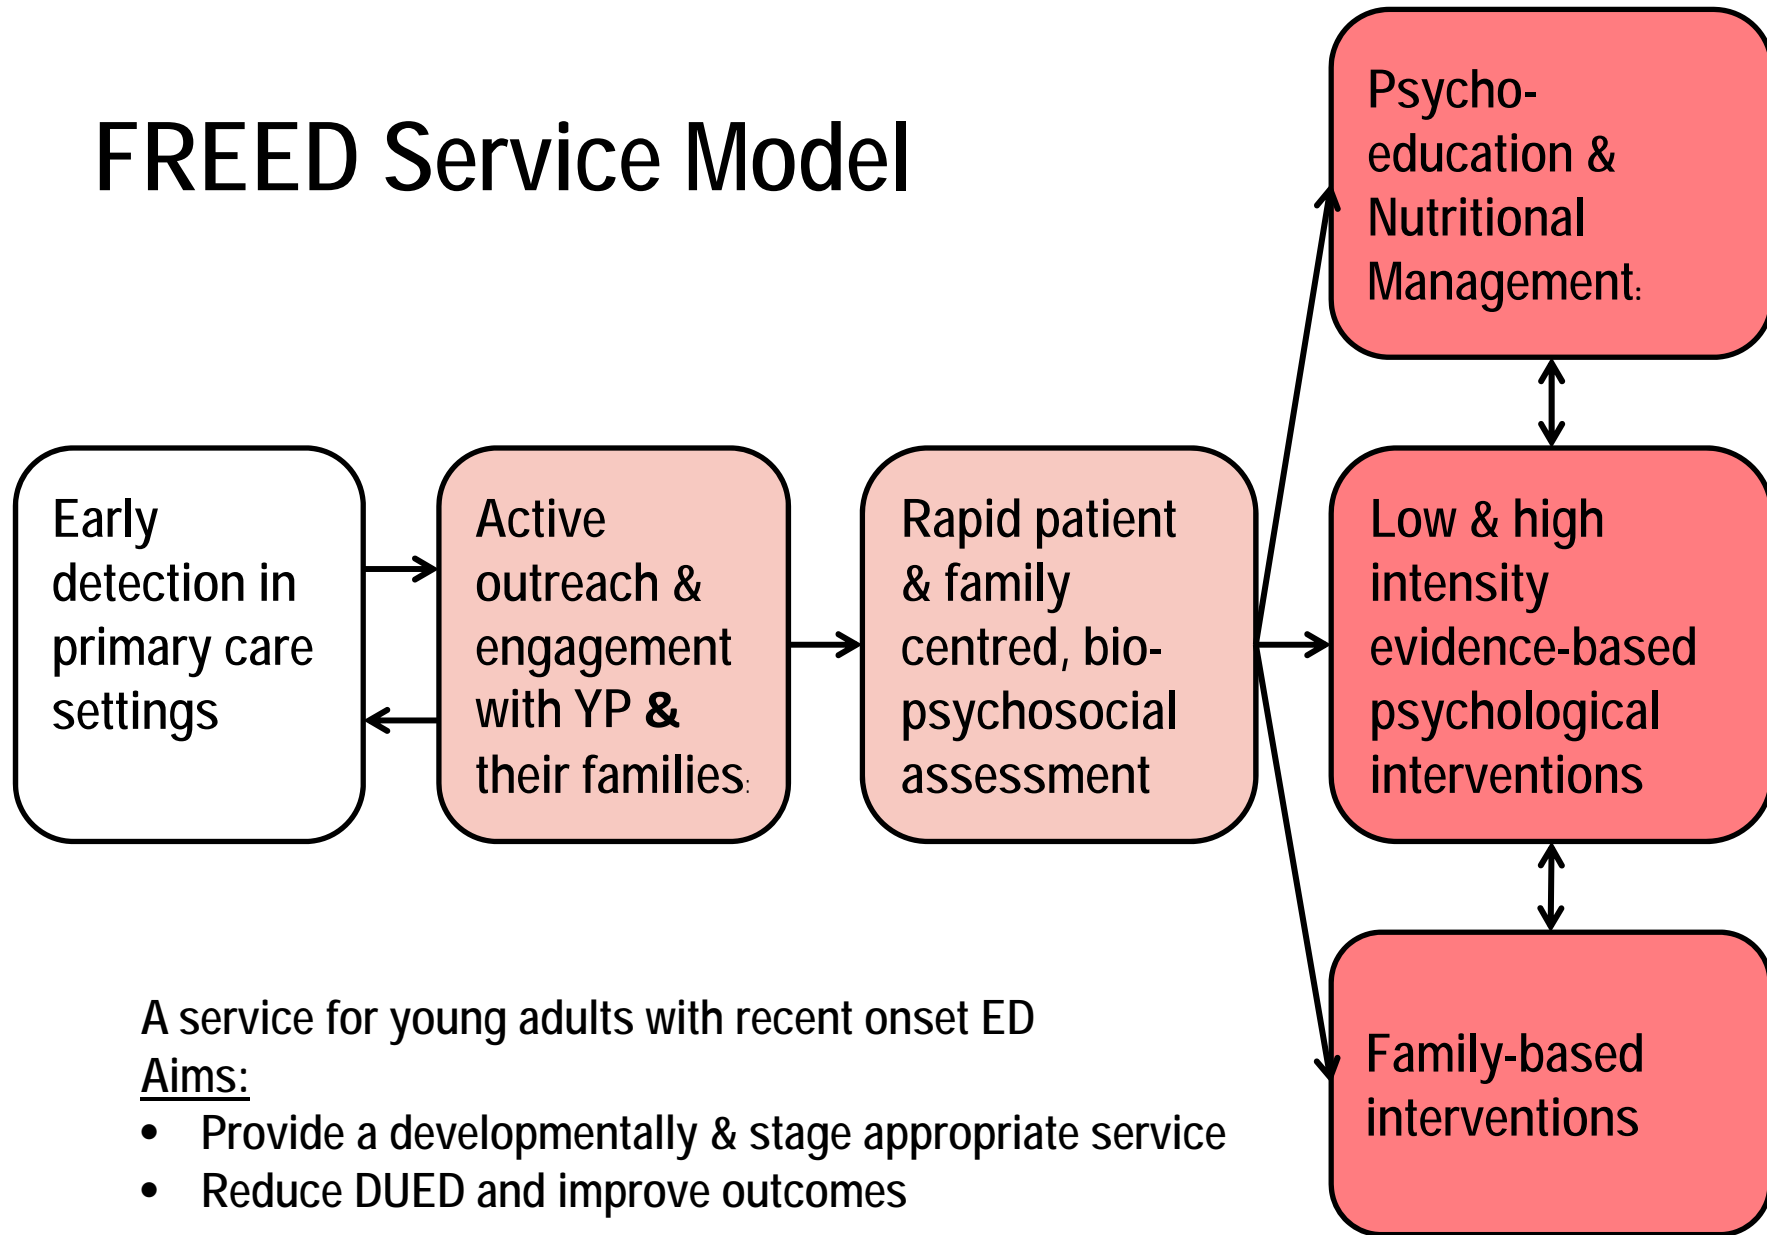 FREED Service Model
Psycho-
education &
Nutritional
Management:
Early
detection in
primary care
settings
Active
outreach &
engagement
with YP &
their families:
Rapid patient
& family
centred, bio-
psychosocial
assessment
Low & high
intensity
evidence-based
psychological
interventions
Family-based
interventions
A service for young adults with recent onset ED
Aims:
• Provide a developmentally & stage appropriate service
• Reduce DUED and improve outcomes